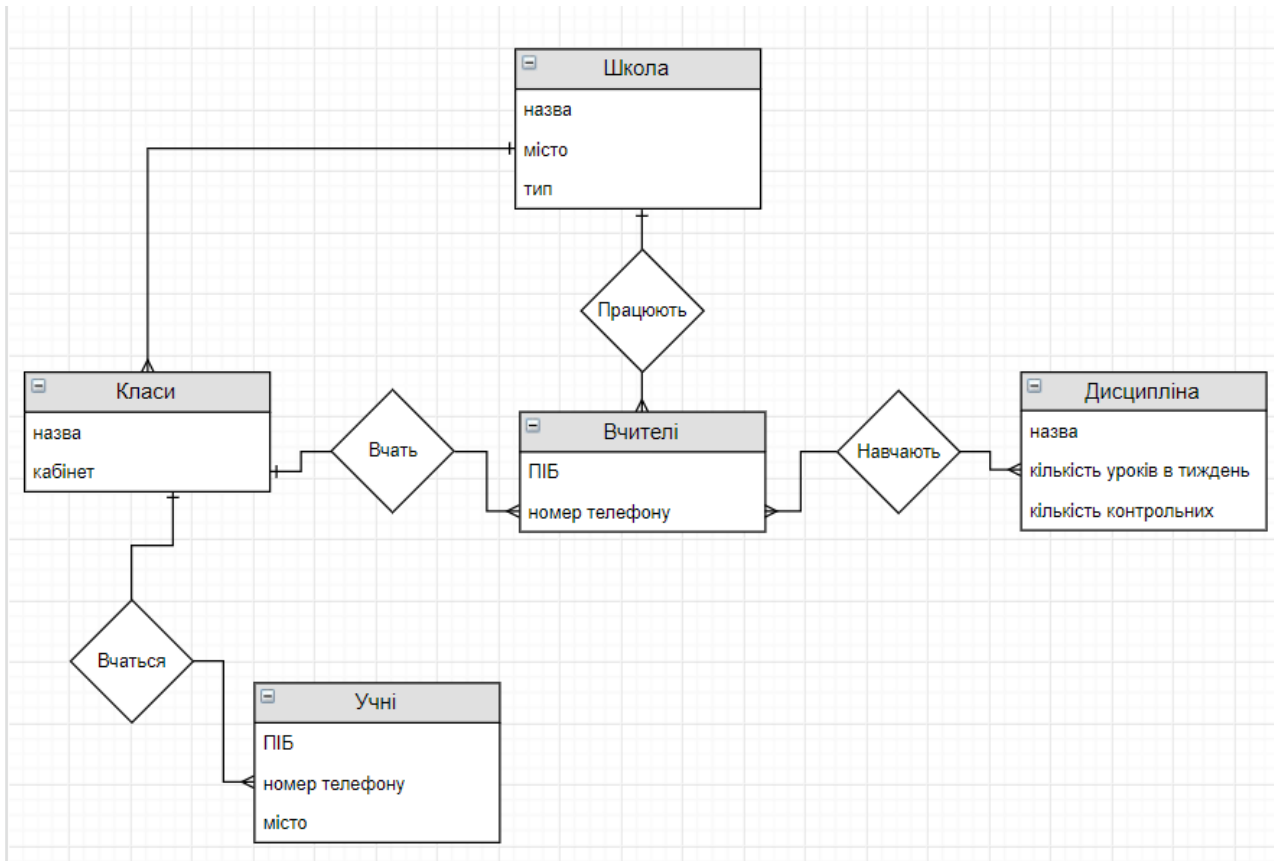 Школа
назва
місто
тип
Працюють
Класи
назва
кабінет
Вчать
Вчителі
ПІБ
номер телефону
Навчають
Дисципліна
назва
кількість уроків в тиждень
кількість контрольних
Вчаться
Учні
ПІБ
номер телефону
місто